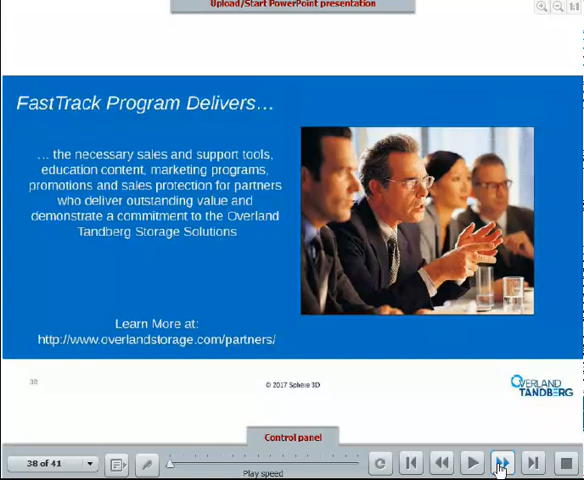 Upload/Start PowerPoint presentation
1:1
FastTrack Program Delivers...
... the necessary sales and support tools,
education content, marketing programs,
promotions and sales protection for partners
who deliver outstanding value and
demonstrate a commitment to the Overland
Tandberg Storage Solutions
Learn More at:
http://www.overlandstorage.com/partners/
38
© 2017 Sphere 3D
OVERLAND
TANDBERG
Control panel
38 of 41
Play speed